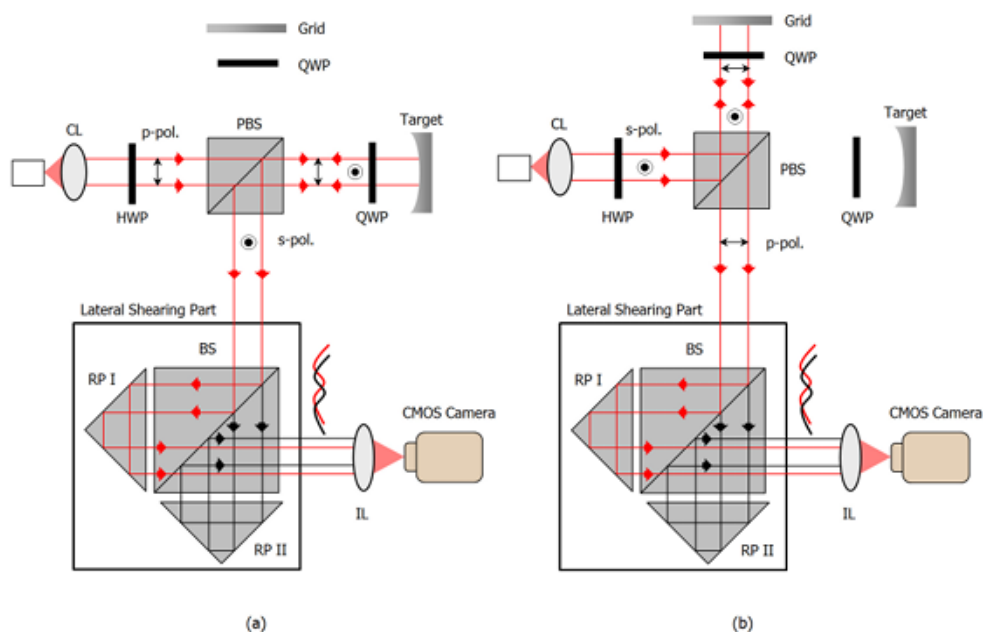 Grid
QWP
CL
p-pol.
PBS
Target
HWP
QWP
s-pol.
Lateral Shearing Part
BS
RP I
CMOS Camera
IL
RP II
(a)
Grid
QWP
CL
s-pol.
Target
PBS
HWP
QWP
p-pol.
Lateral Shearing Part
BS
RP I
CMOS Camera
IL
RP II
(b)